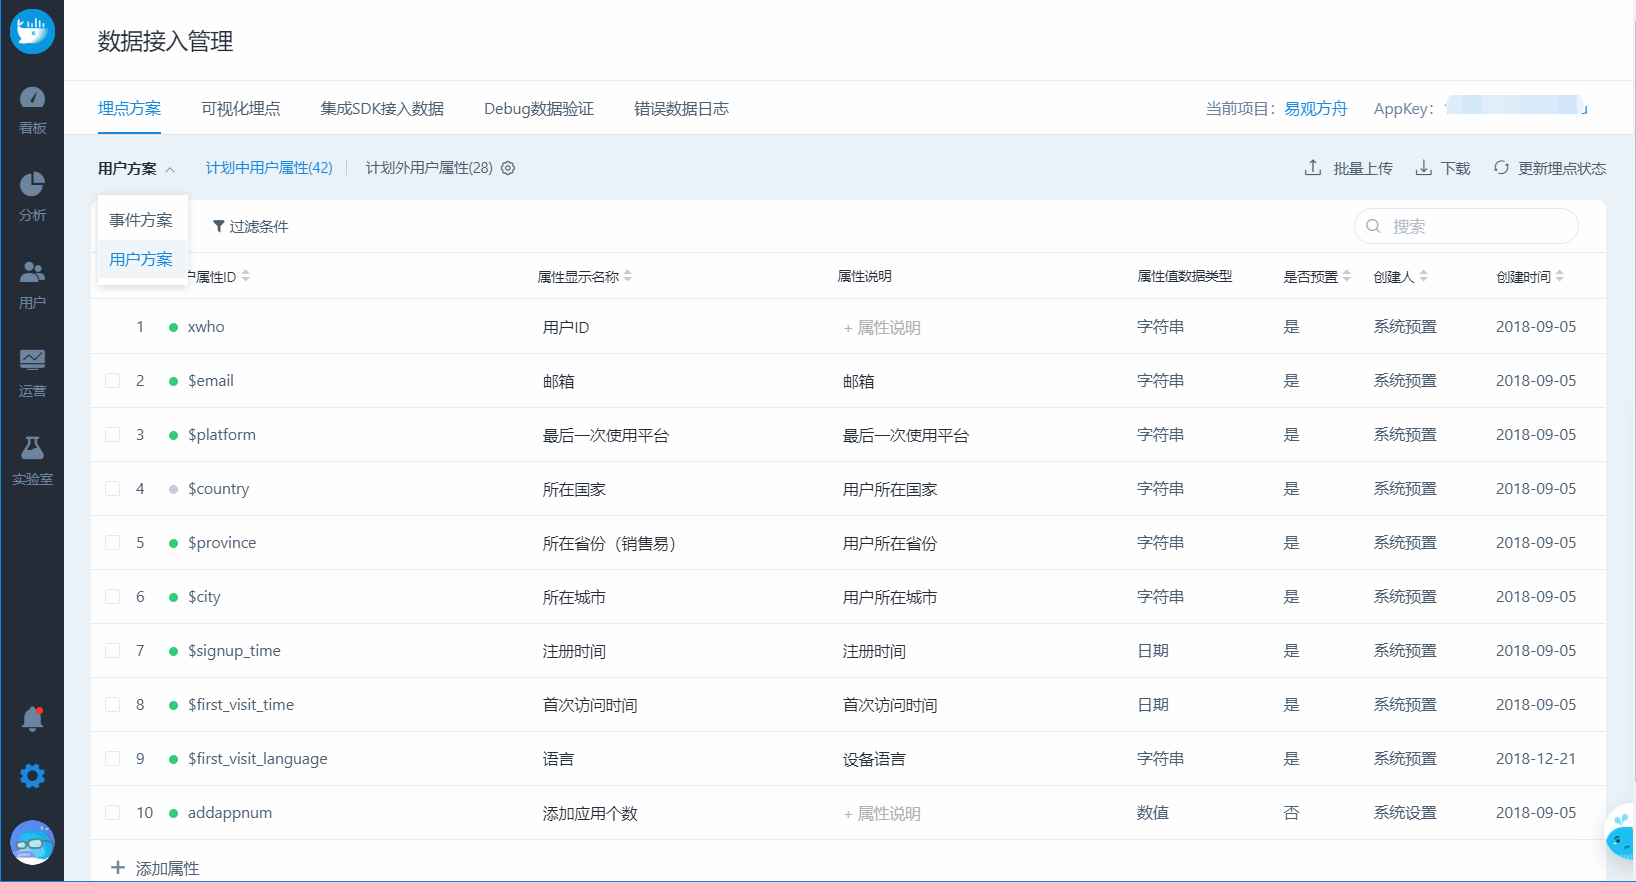 数据接入管理
埋点方案 可视化埋点 集成SDK接入数据 Debug数据验证 错误数据日志 当前项目: 易观方舟 AppKey:
用户方案 计划中用户属性(42) 计划外用户属性(28) 批量上传 下载 更新埋点状态
事件方案
用户方案
过滤条件 搜索
户属性ID 属性显示名称 属性说明 属性值数据类型 是否预置 创建人 创建时间
1 xwho 用户ID + 属性说明 字符串 是 系统预置 2018-09-05
2 $email 邮箱 邮箱 字符串 是 系统预置 2018-09-05
3 $platform 最后一次使用平台 最后一次使用平台 字符串 是 系统预置 2018-09-05
4 $country 所在国家 用户所在国家 字符串 是 系统预置 2018-09-05
5 $province 所在省份（销售易） 用户所在省份 字符串 是 系统预置 2018-09-05
6 $city 所在城市 用户所在城市 字符串 是 系统预置 2018-09-05
7 $signup_time 注册时间 注册时间 日期 是 系统预置 2018-09-05
8 $first_visit_time 首次访问时间 首次访问时间 日期 是 系统预置 2018-09-05
9 $first_visit_language 语言 设备语言 字符串 是 系统预置 2018-12-21
10 addappnum 添加应用个数 + 属性说明 数值 否 系统设置 2018-09-05
+ 添加属性
看板
分析
用户
运营
实验室